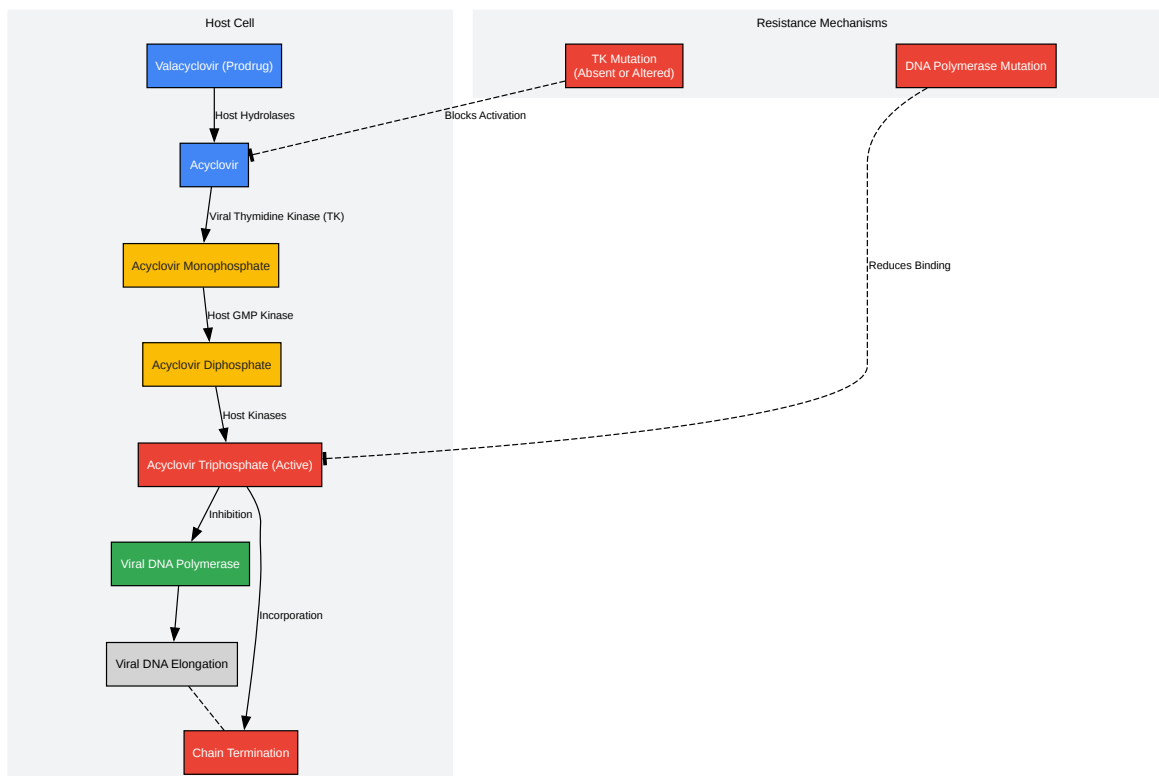 Host Cell
Resistance Mechanisms
Valacyclovir (Prodrug)
TK Mutation
(Absent or Altered)
DNA Polymerase Mutation
Host Hydrolases
Blocks Activation
Acyclovir
Viral Thymidine Kinase (TK)
Acyclovir Monophosphate
Reduces Binding
Host GMP Kinase
Acyclovir Diphosphate
Host Kinases
Acyclovir Triphosphate (Active)
Inhibition
Viral DNA Polymerase
Incorporation
Viral DNA Elongation
Chain Termination